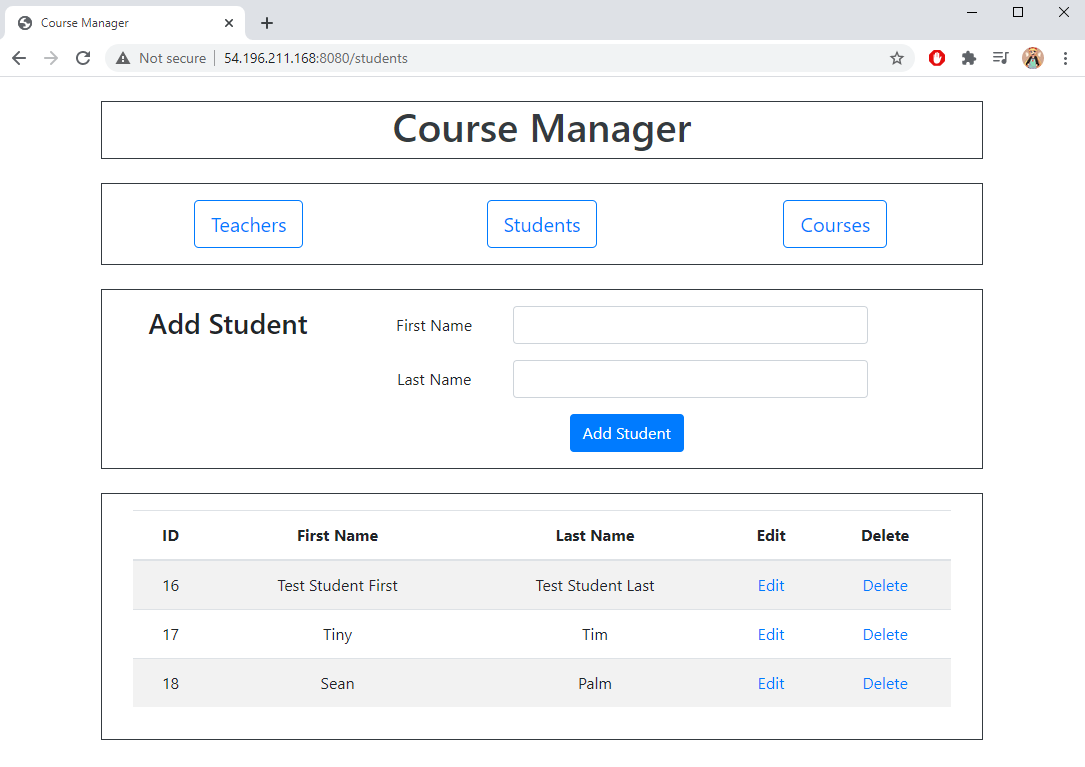 Course Manager
Not secure 54.196.211.168:8080/students
Course Manager
Teachers Students Courses
Add Student First Name
Last Name
Add Student
ID First Name Last Name Edit Delete
16 Test Student First Test Student Last Edit Delete
17 Tiny Tim Edit Delete
18 Sean Palm Edit Delete